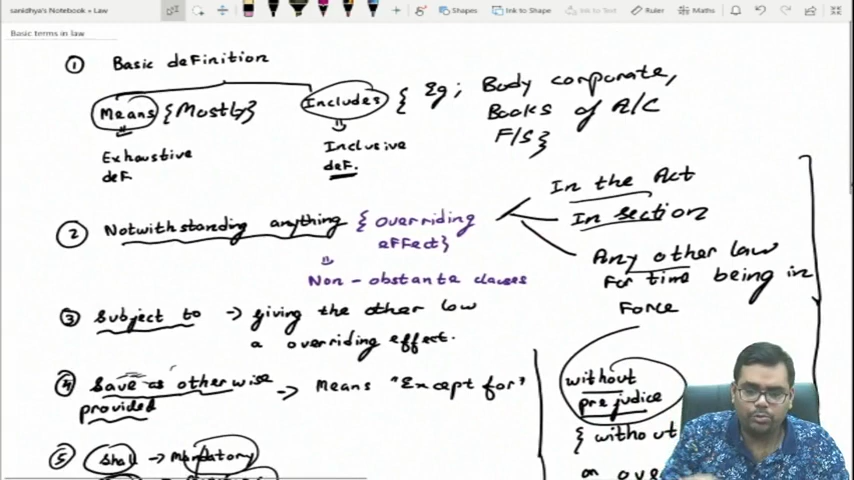 sanidhya's Notebook » Law
Shapes
Ink to Shape
Ink to Text
Ruler
Maths
Basic terms in law
① Basic definition
Means {Mostly}
Includes { Eg; Body corporate,
Books of A/C
F/S}
Exhaustive
def.
Inclusive
def.
② Notwithstanding anything { overriding
effect}
Non - obstante clauses
In the Act
In section
Any other law
For time being in
Force
③ Subject to -> giving the other low
a overriding effect.
④ Save as otherwise
provided -> Means "Except for"
without
prejudice
{ without
an ove
⑤ Shall -> Mandatory